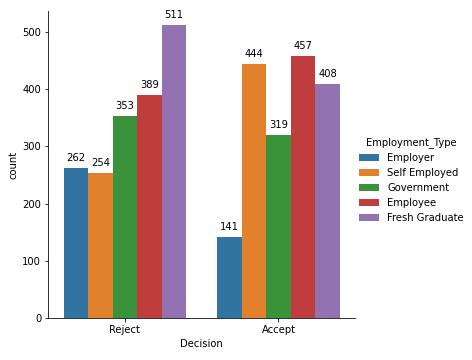 500
400
300
200
100
0
count
262
254
353
389
511
141
444
319
457
408
Reject
Accept
Decision
Employment_Type
Employer
Self Employed
Government
Employee
Fresh Graduate